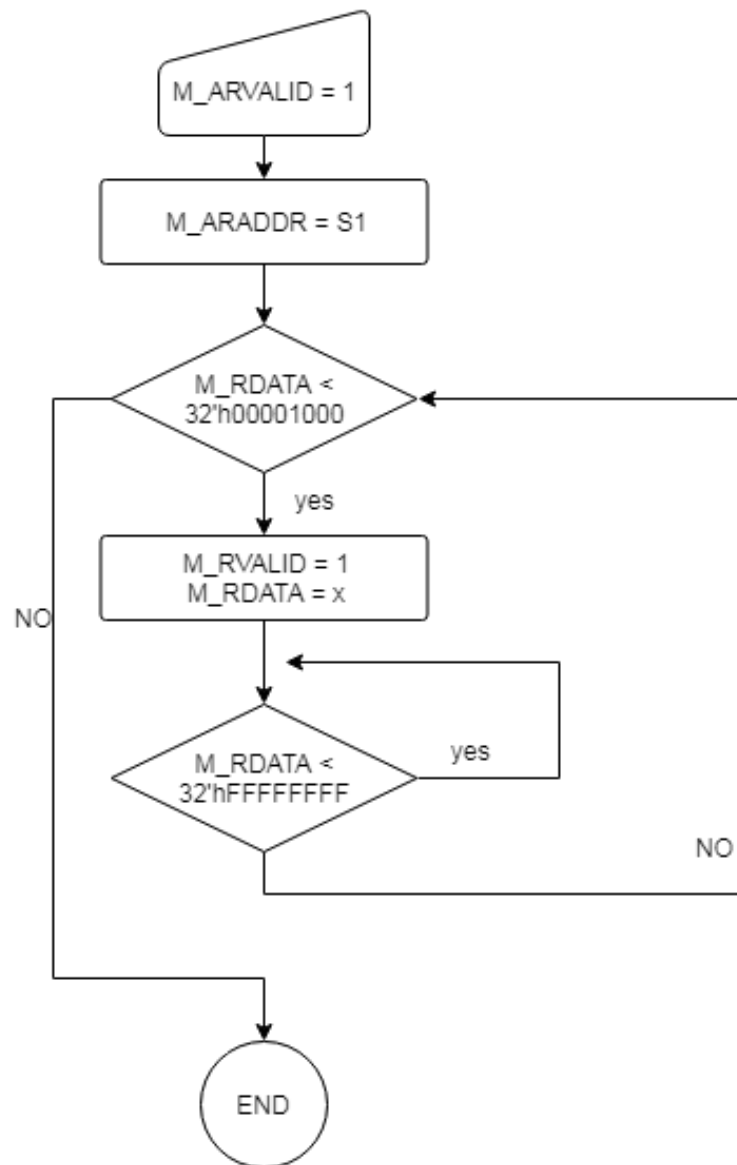 M_ARVALID = 1
M_ARADDR = S1
M_RDATA <
32'h00001000
yes
M_RVALID = 1
M_RDATA = x
NO
M_RDATA <
32'hFFFFFFFF
yes
NO
END